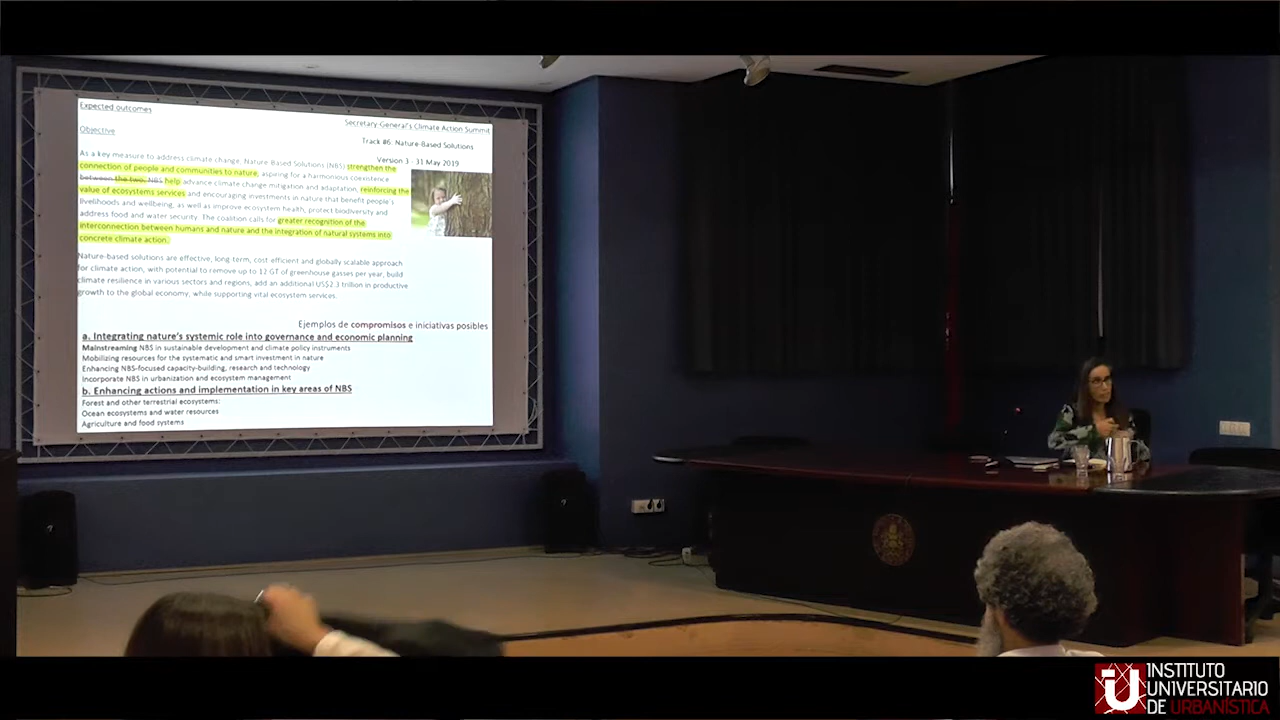 Expected outcomes
Secretary-General's Climate Action Summit
Objective
Track #6: Nature-Based Solutions
Version 3 - 31 May 2019
As a key measure to address climate change, Nature-Based Solutions (NBS) strengthen the
connection of people and communities to nature, aspiring for a harmonious coexistence
between the two. NBS help advance climate change mitigation and adaptation, reinforcing the
value of ecosystems services and encouraging investments in nature that benefit people's
livelihoods and wellbeing, as well as improve ecosystem health, protect biodiversity and
address food and water security. The coalition calls for greater recognition of the
interconnection between humans and nature and the integration of natural systems into
concrete climate action.
Nature-based solutions are effective, long term, cost efficient and globally scalable approach
for climate action, with potential to remove up to 12 GT of greenhouse gasses per year, build
climate resilience in various sectors and regions, add an additional US$2.3 trillion in productive
growth to the global economy, while supporting vital ecosystem services.
Ejemplos de compromisos e iniciativas posibles
a. Integrating nature's systemic role into governance and economic planning
Mainstreaming NBS in sustainable development and climate policy instruments
Mobilizing resources for the systematic and smart investment in nature
Enhancing NBS-focused capacity-building, research and technology
Incorporate NBS in urbanization and ecosystem management
b. Enhancing actions and implementation in key areas of NBS
Forest and other terrestrial ecosystems:
Ocean ecosystems and water resources
Agriculture and food systems
INSTITUTO
UNIVERSITARIO
DE URBANÍSTICA